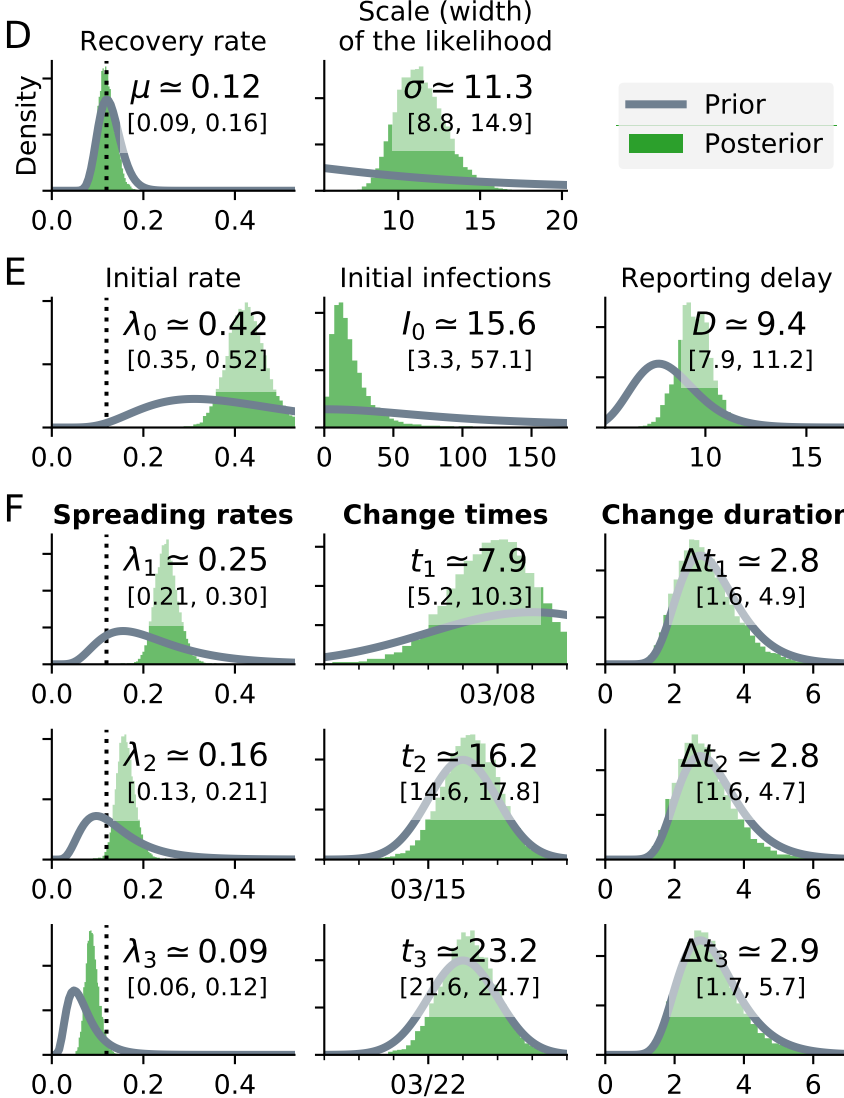 D
Recovery rate
Scale (width)
of the likelihood
Density
μ ≃ 0.12
[0.09, 0.16]
σ ≃ 11.3
[8.8, 14.9]
Prior
Posterior
0.0 0.2 0.4
10 15 20
E
Initial rate
Initial infections
Reporting delay
λ0 ≃ 0.42
[0.35, 0.52]
I0 ≃ 15.6
[3.3, 57.1]
D ≃ 9.4
[7.9, 11.2]
0.0 0.2 0.4
0 50 100 150
10 15
F
Spreading rates
Change times
Change duration
λ1 ≃ 0.25
[0.21, 0.30]
t1 ≃ 7.9
[5.2, 10.3]
Δt1 ≃ 2.8
[1.6, 4.9]
0.0 0.2 0.4
03/08
2 4 6
λ2 ≃ 0.16
[0.13, 0.21]
t2 ≃ 16.2
[14.6, 17.8]
Δt2 ≃ 2.8
[1.6, 4.7]
0.0 0.2 0.4
03/15
2 4 6
λ3 ≃ 0.09
[0.06, 0.12]
t3 ≃ 23.2
[21.6, 24.7]
Δt3 ≃ 2.9
[1.7, 5.7]
0.0 0.2 0.4
03/22
2 4 6